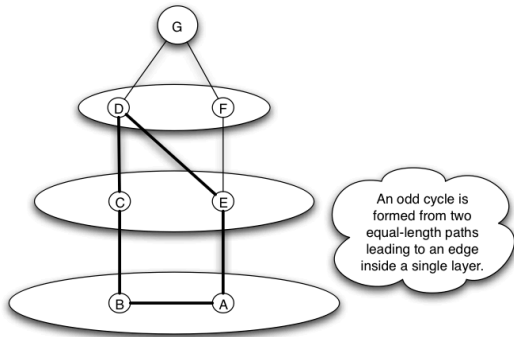 G
D
F
C
E
B
A
An odd cycle is
formed from two
equal-length paths
leading to an edge
inside a single layer.